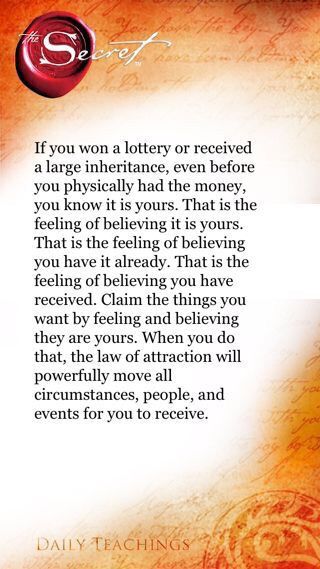 the Secret™
If you won a lottery or received
a large inheritance, even before
you physically had the money,
you know it is yours. That is the
feeling of believing it is yours.
That is the feeling of believing
you have it already. That is the
feeling of believing you have
received. Claim the things you
want by feeling and believing
they are yours. When you do
that, the law of attraction will
powerfully move all
circumstances, people, and
events for you to receive.
DAILY TEACHINGS